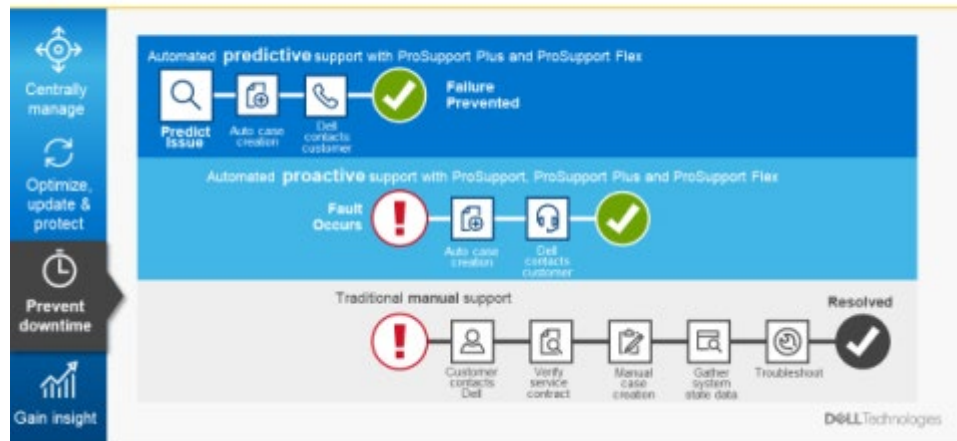 Centrally
manage
Optimize,
update &
protect
Prevent
downtime
Gain insight
Automated predictive support with ProSupport Plus and ProSupport Flex
Predict
Issue
Auto case
creation
Dell
contacts
customer
Failure
Prevented
Automated proactive support with ProSupport, ProSupport Plus and ProSupport Flex
Fault
Occurs
Auto case
creation
Dell
contacts
customer
Traditional manual support
Resolved
Customer
contacts
Dell
Verify
service
contract
Manual
case
creation
Gather
system
state data
Troubleshoot
DELL Technologies